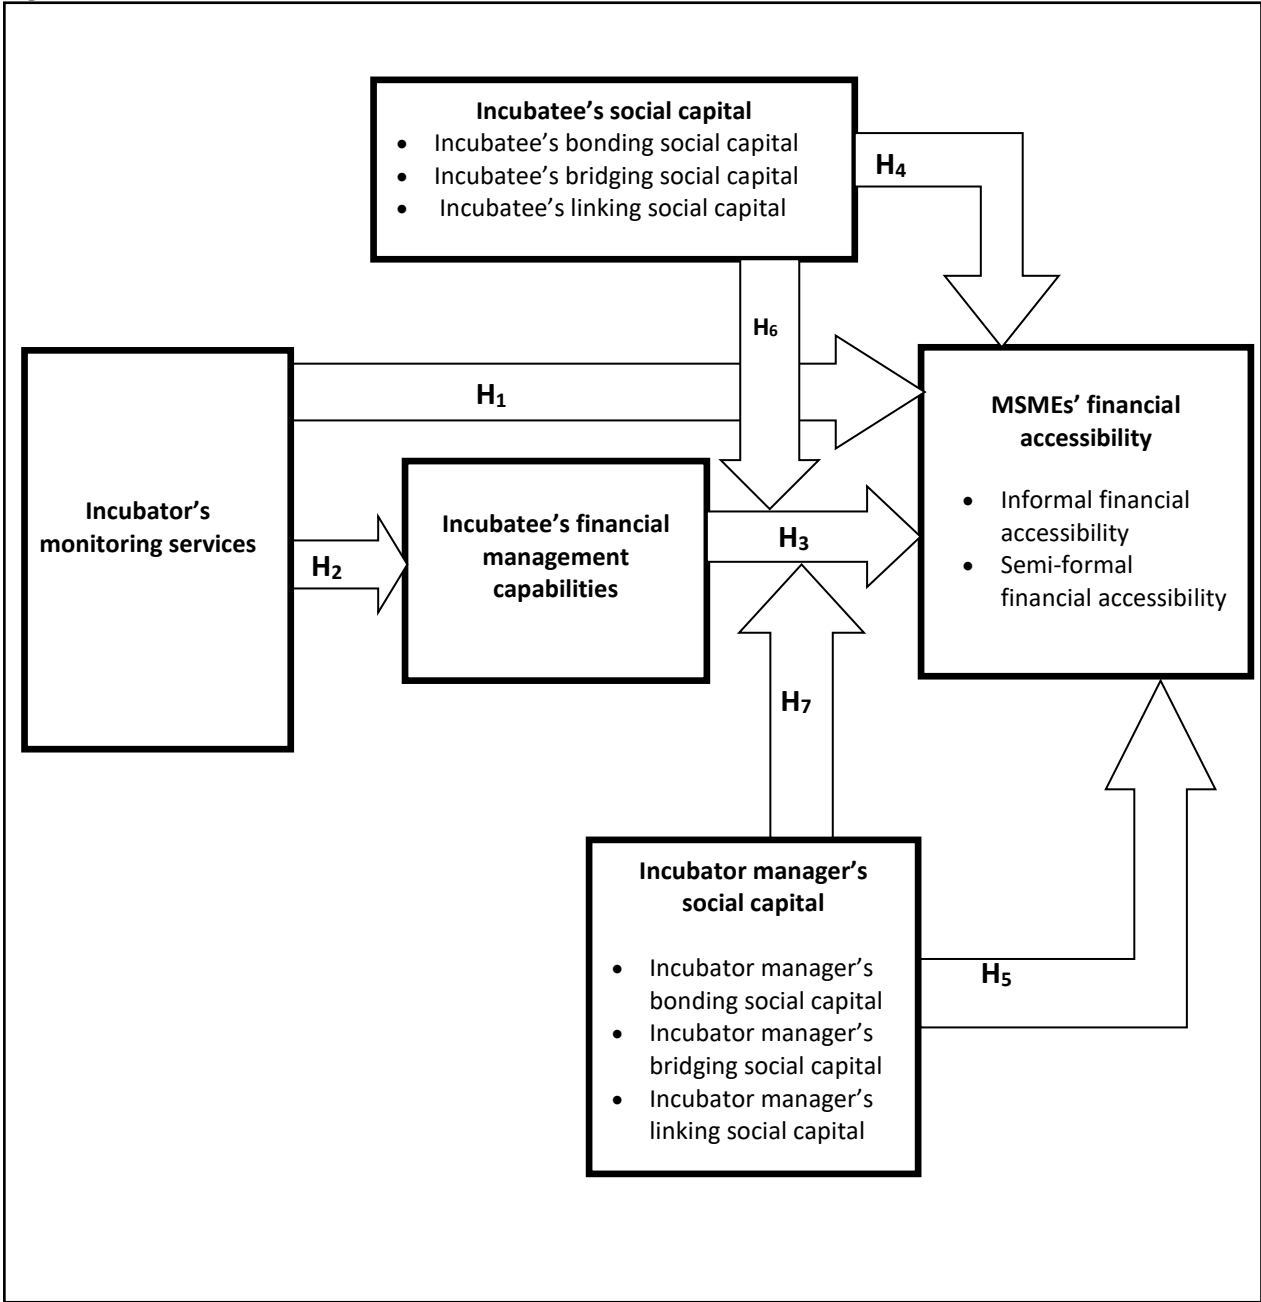 Incubatee’s social capital
• Incubatee’s bonding social capital
• Incubatee’s bridging social capital
• Incubatee’s linking social capital
H₄
H₆
H₁
Incubator’s
monitoring services
H₂
Incubatee’s financial
management
capabilities
H₃
MSMEs’ financial
accessibility
• Informal financial
accessibility
• Semi-formal
financial accessibility
H₇
Incubator manager’s
social capital
• Incubator manager’s
bonding social capital
• Incubator manager’s
bridging social capital
• Incubator manager’s
linking social capital
H₅